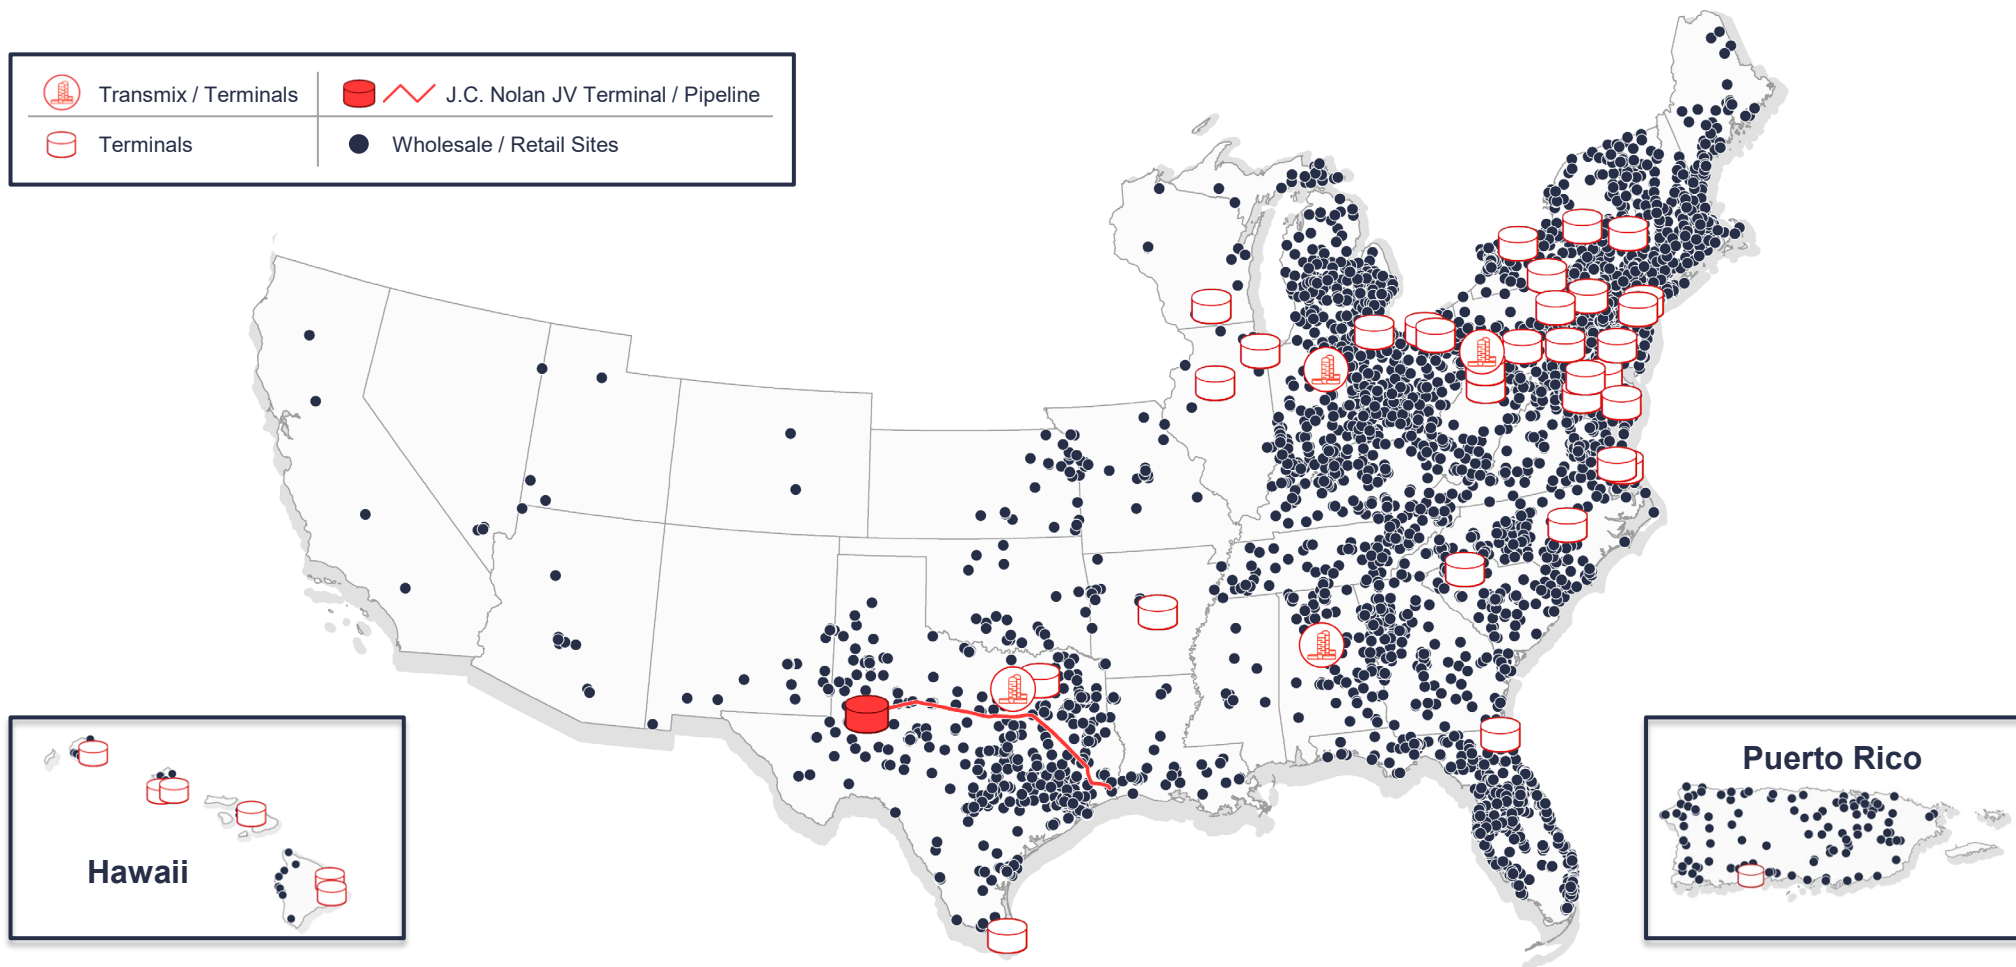 Transmix / Terminals
J.C. Nolan JV Terminal / Pipeline
Terminals
Wholesale / Retail Sites
Hawaii
Puerto Rico